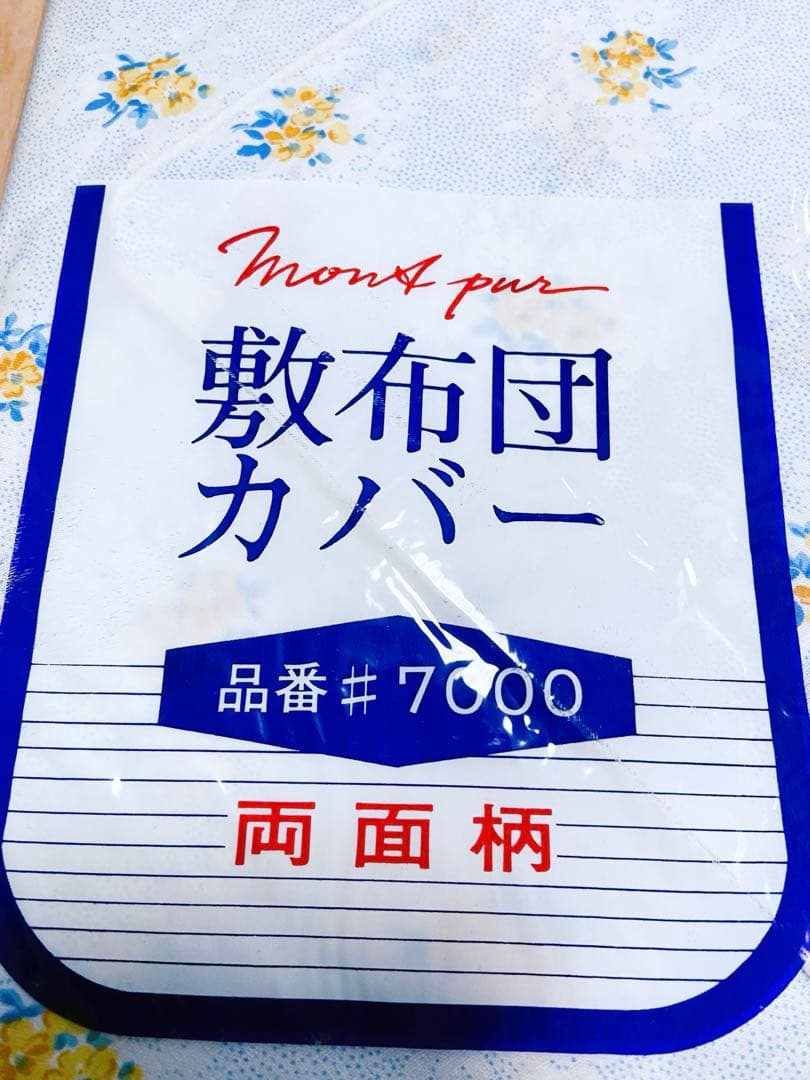 mont pur
敷布団
カバー
品番♯7000
両面柄